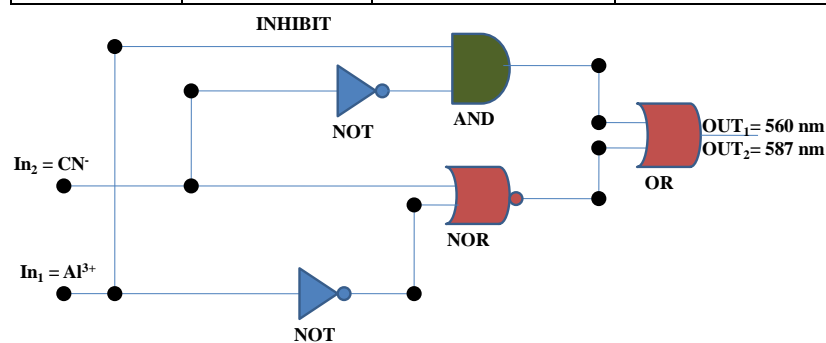 INHIBIT
NOT
AND
In₂ = CN⁻
OUT₁= 560 nm
OUT₂= 587 nm
OR
NOR
In₁ = Al³⁺
NOT